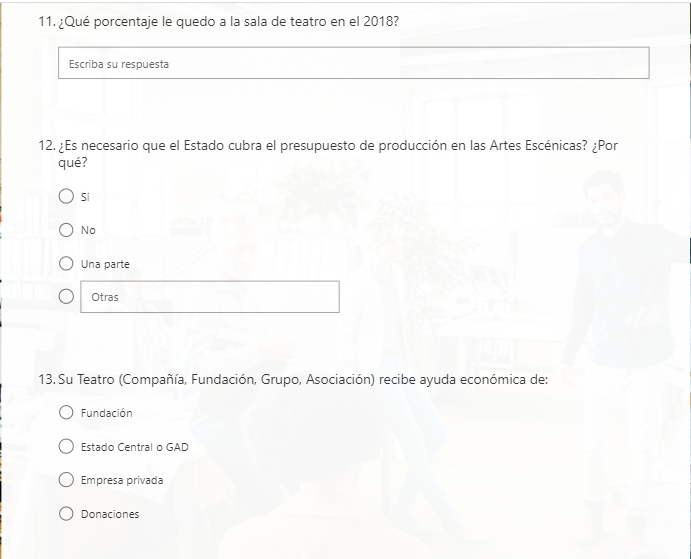 11. ¿Qué porcentaje le quedo a la sala de teatro en el 2018?
Escriba su respuesta
12. ¿Es necesario que el Estado cubra el presupuesto de producción en las Artes Escénicas? ¿Por
qué?
Si
No
Una parte
Otras
13. Su Teatro (Compañía, Fundación, Grupo, Asociación) recibe ayuda económica de:
Fundación
Estado Central o GAD
Empresa privada
Donaciones